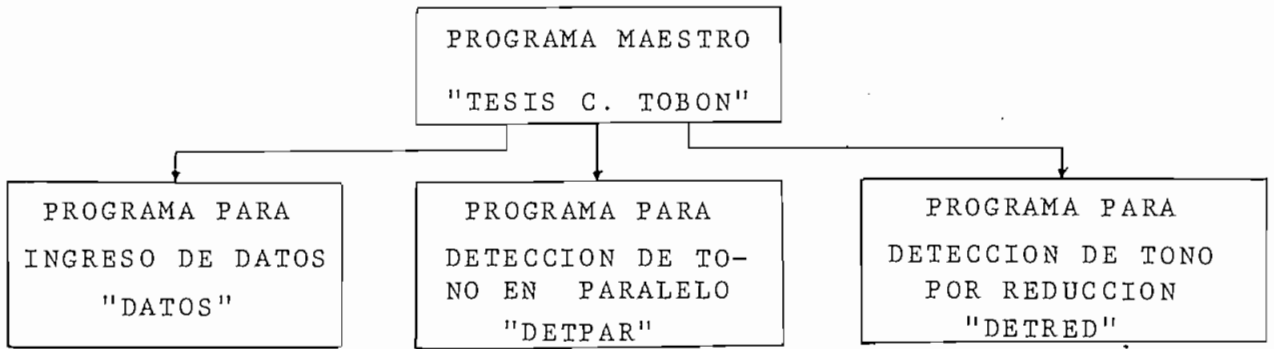 PROGRAMA MAESTRO
"TESIS C. TOBON"
PROGRAMA PARA
INGRESO DE DATOS
"DATOS"
PROGRAMA PARA
DETECCION DE TO-
NO EN PARALELO
"DETPAR"
PROGRAMA PARA
DETECCION DE TONO
POR REDUCCION
"DETRED"